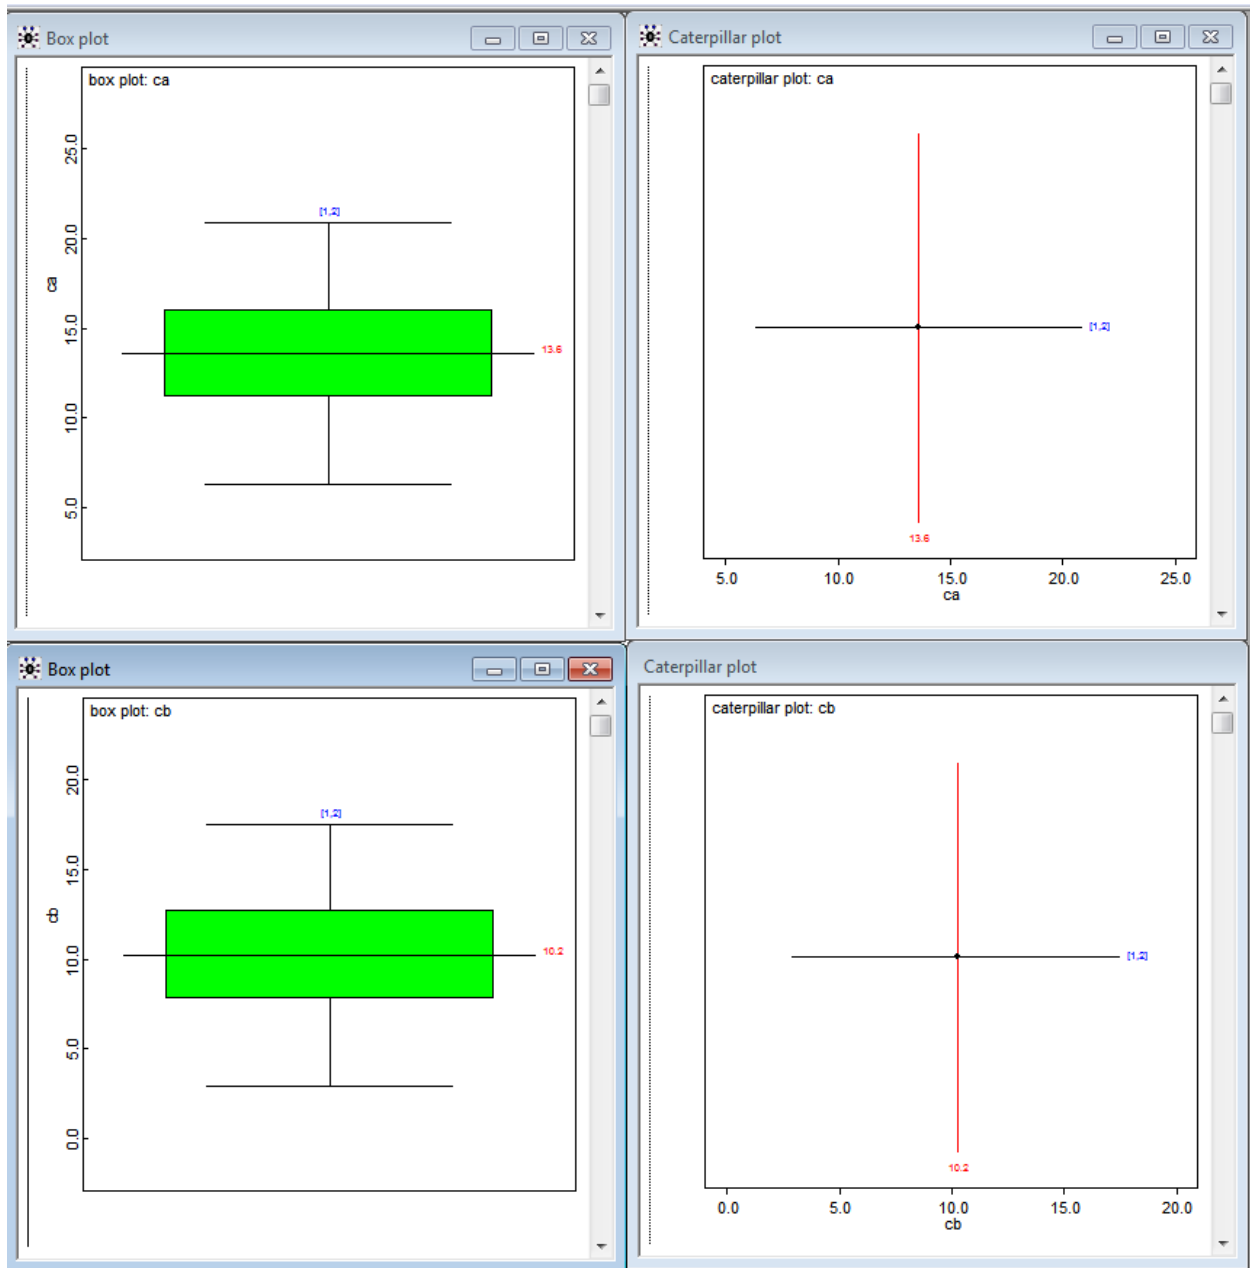 Box plot
box plot: ca
25.0
20.0
15.0
10.0
5.0
ca
[1,2]
13.6
Caterpillar plot
caterpillar plot: ca
[1,2]
13.6
5.0 10.0 15.0 20.0 25.0
ca
Box plot
box plot: cb
20.0
15.0
10.0
5.0
0.0
cb
[1,2]
10.2
Caterpillar plot
caterpillar plot: cb
[1,2]
10.2
0.0 5.0 10.0 15.0 20.0
cb